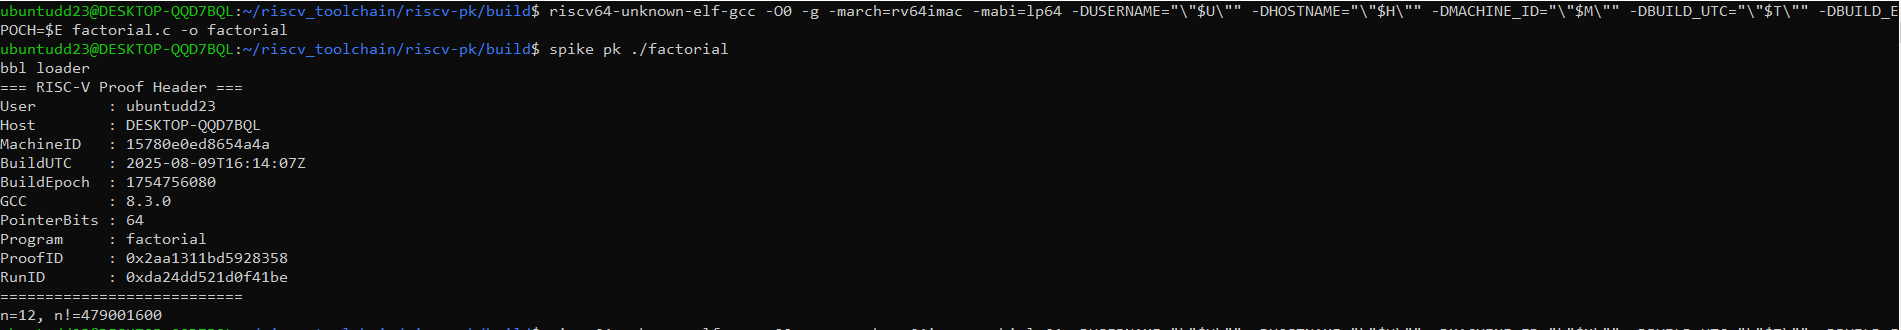 ubuntudd23@DESKTOP-QQD7BQL:~/riscv_toolchain/riscv-pk/build$ riscv64-unknown-elf-gcc -O0 -g -march=rv64imac -mabi=lp64 -DUSERNAME="\"$U\"" -DHOSTNAME="\"$H\"" -DMACHINE_ID="\"$M\"" -DBUILD_UTC="\"$T\"" -DBUILD_E
POCH=$E factorial.c -o factorial
ubuntudd23@DESKTOP-QQD7BQL:~/riscv_toolchain/riscv-pk/build$ spike pk ./factorial
bbl loader
=== RISC-V Proof Header ===
User        : ubuntudd23
Host        : DESKTOP-QQD7BQL
MachineID   : 15780e0ed8654a4a
BuildUTC    : 2025-08-09T16:14:07Z
BuildEpoch  : 1754756080
GCC         : 8.3.0
PointerBits : 64
Program     : factorial
ProofID     : 0x2aa1311bd5928358
RunID       : 0xda24dd521d0f41be
===========================
n=12, n!=479001600